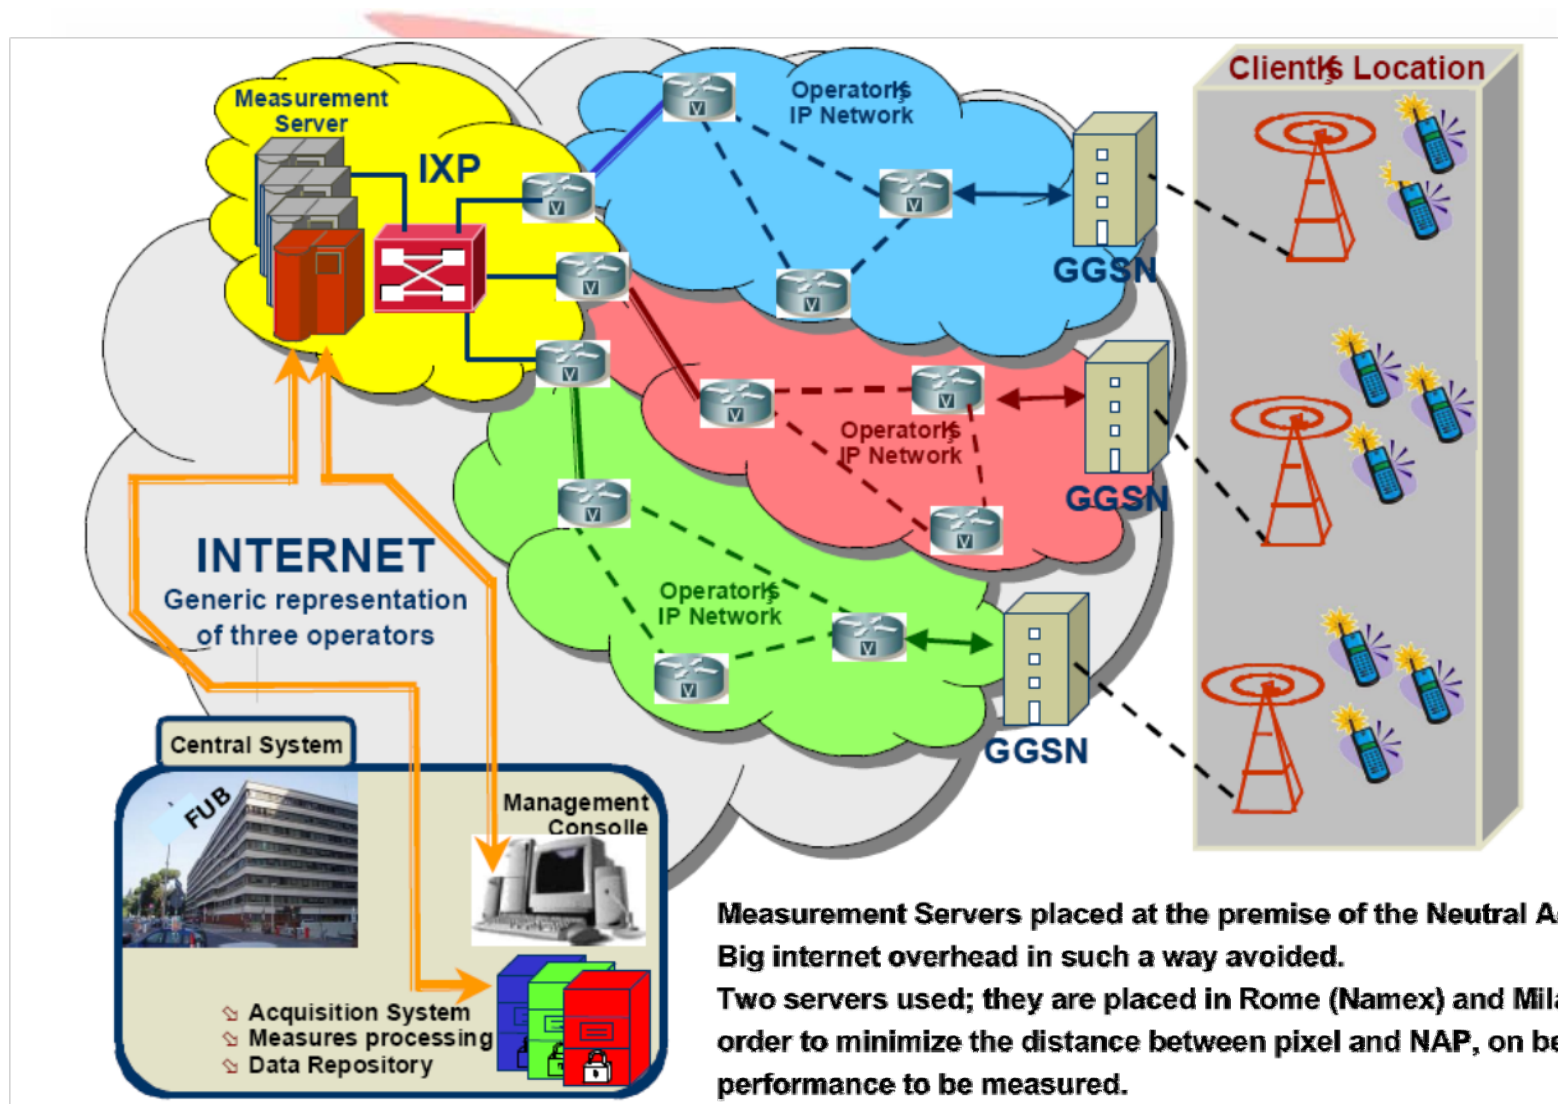 Measurement
Server
IXP
Operator's
IP Network
Client's Location
GGSN
Operator's
IP Network
GGSN
INTERNET
Generic representation
of three operators
Operator's
IP Network
GGSN
Central System
FUB
Management
Consolle
Acquisition System
Measures processing
Data Repository
Measurement Servers placed at the premise of the Neutral
Big internet overhead in such a way avoided.
Two servers used; they are placed in Rome (Namex) and
order to minimize the distance between pixel and NAP, on
performance to be measured.
V
V
V
V
V
V
V
V
V
V
V
V